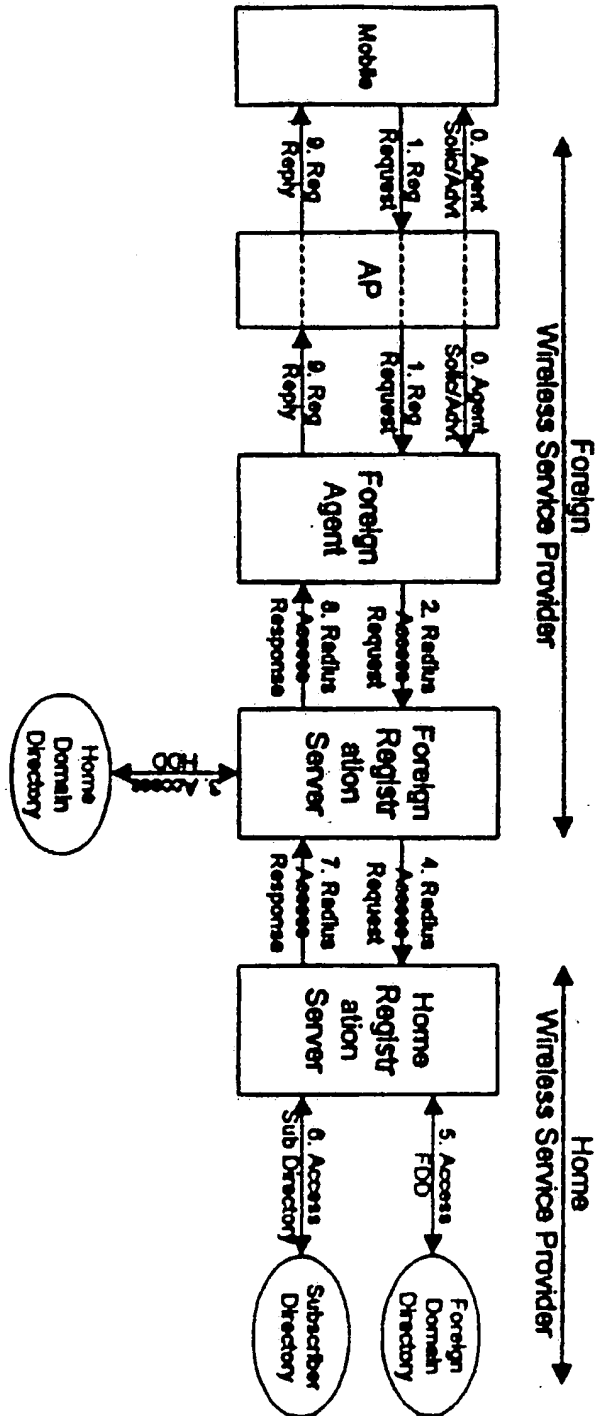 Foreign
Wireless Service Provider
Home
Wireless Service Provider
Mobile
0. Agent
Solic/Advt
1. Reg
Request
9. Reg
Reply
AP
0. Agent
Solic/Advt
1. Reg
Request
9. Reg
Reply
Foreign
Agent
2. Radius
Access
Request
8. Radius
Access
Response
Foreign
Registr
ation
Server
3. Access
HDD
Home
Domain
Directory
4. Radius
Access
Request
7. Radius
Access
Response
Home
Registr
ation
Server
5. Access
FDD
6. Access
Sub Directory
Foreign
Domain
Directory
Subscriber
Directory